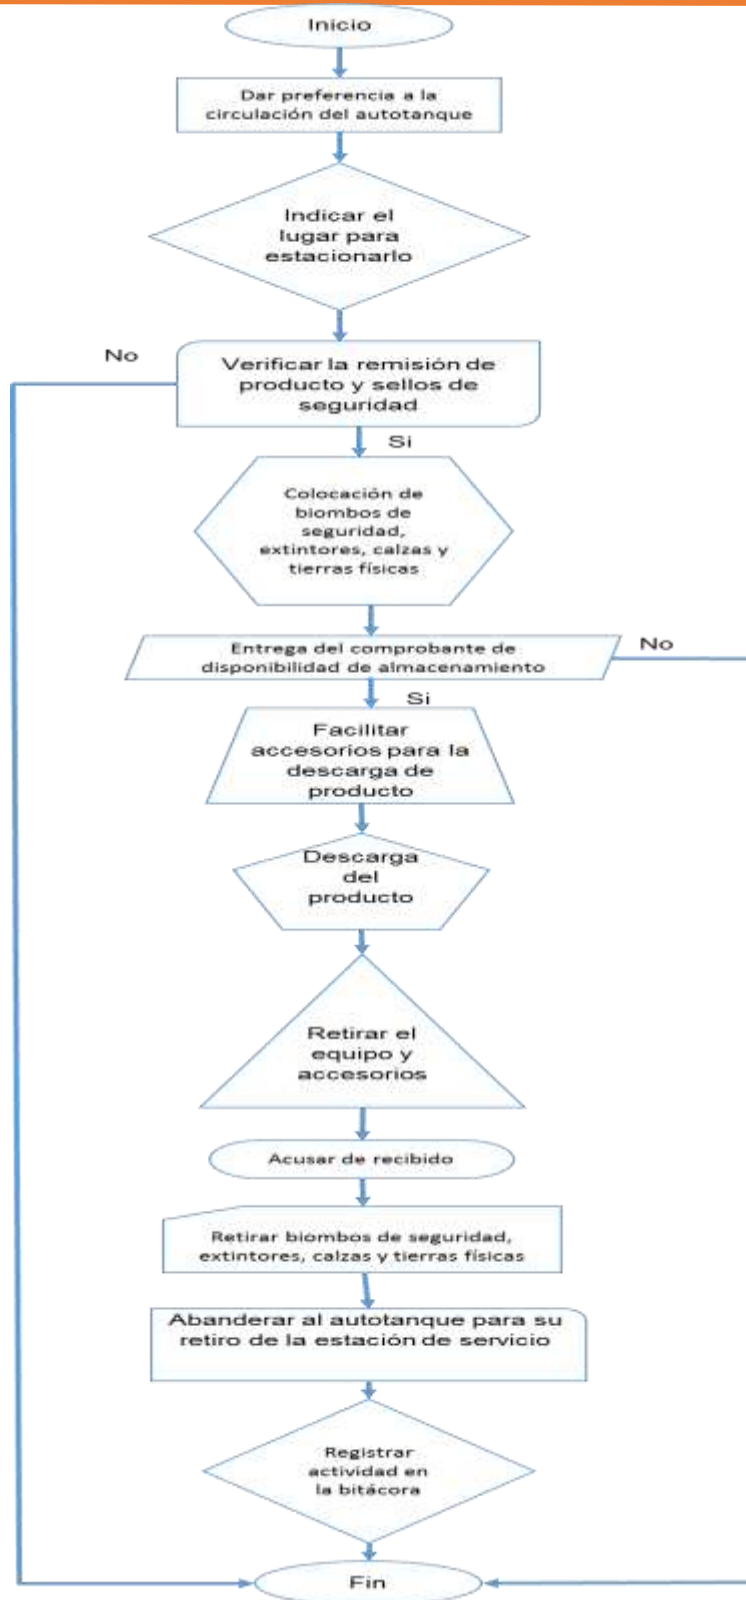 Inicio
Dar preferencia a la
circulación del autotanque
Indicar el
lugar para
estacionarlo
No
Verificar la remisión de
producto y sellos de
seguridad
Si
Colocación de
biombos de
seguridad,
extintores, calzas y
tierras físicas
Entrega del comprobante de
disponibilidad de almacenamiento
No
Si
Facilitar
accesorios para la
descarga de
producto
Descarga
del
producto
Retirar el
equipo y
accesorios
Acusar de recibido
Retirar biombos de seguridad,
extintores, calzas y tierras físicas
Abanderar al autotanque para su
retiro de la estación de servicio
Registrar
actividad en
la bitácora
Fin